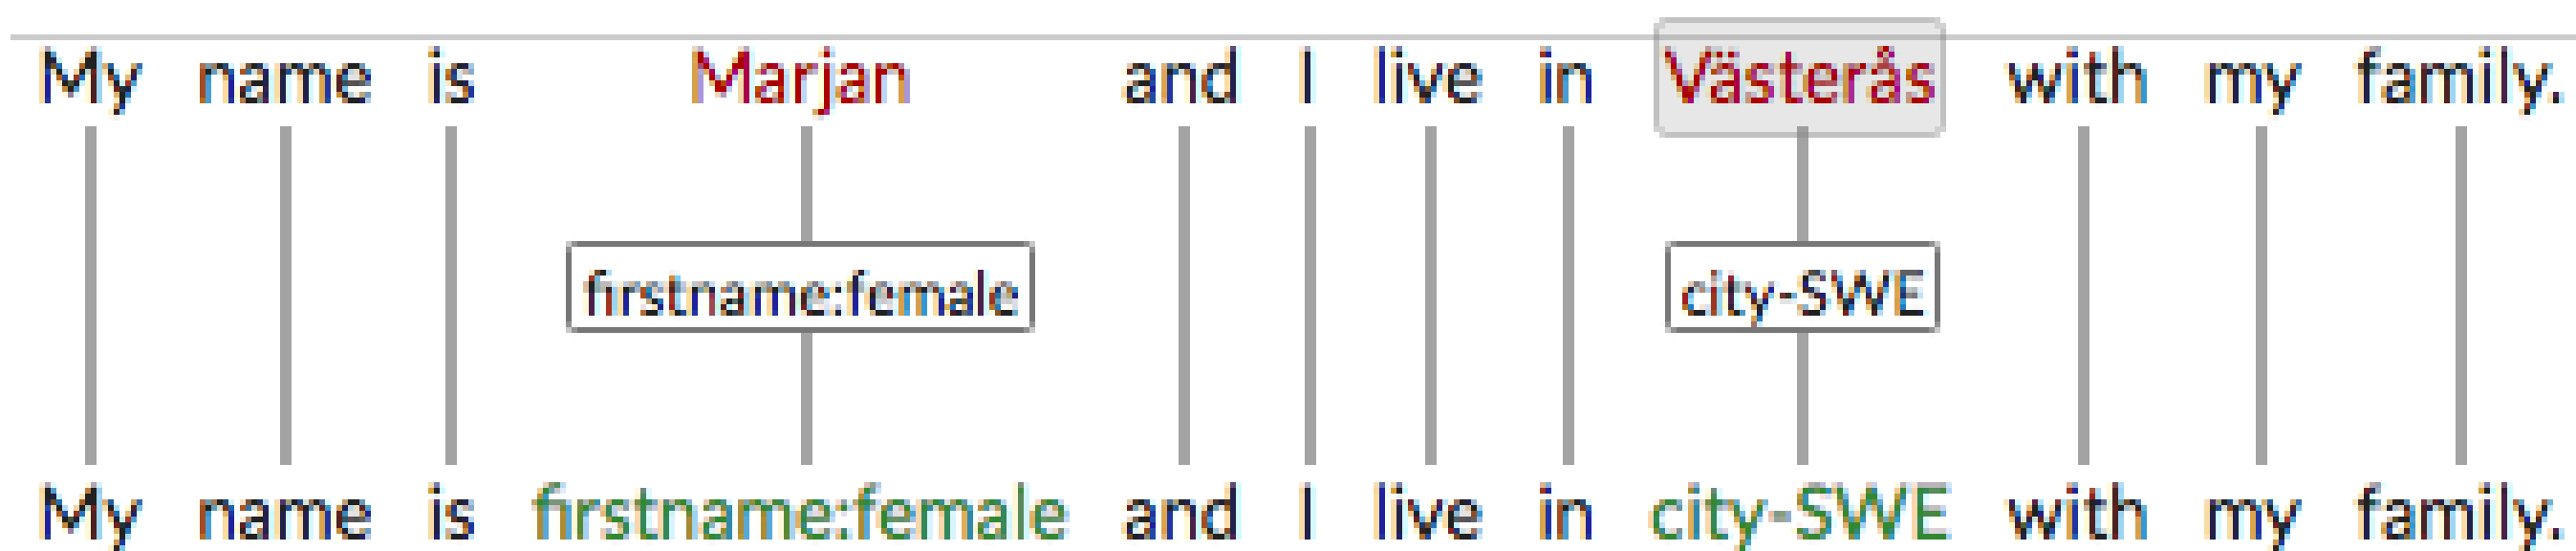 My name is Marjan and I live in Västerås with my family.
firstname:female city-SWE
My name is firstname:female and I live in city-SWE with my family.